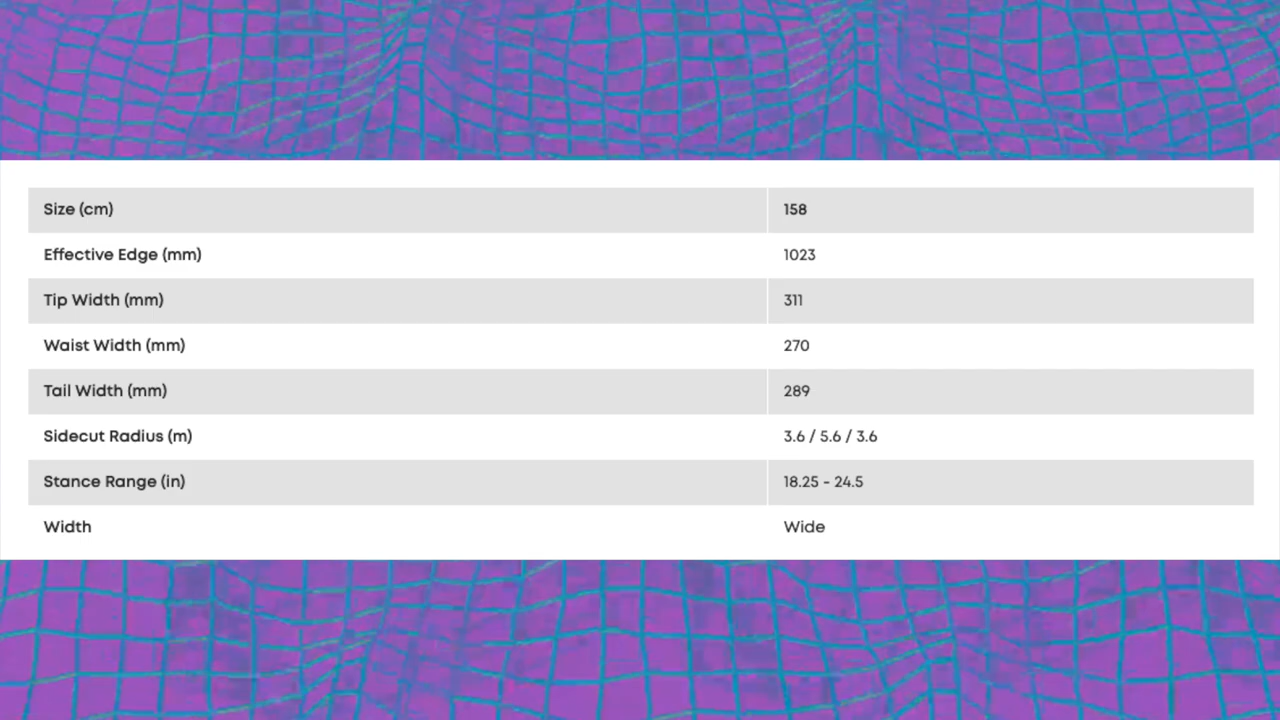 Size (cm) 158
Effective Edge (mm) 1023
Tip Width (mm) 311
Waist Width (mm) 270
Tail Width (mm) 289
Sidecut Radius (m) 3.6 / 5.6 / 3.6
Stance Range (in) 18.25 - 24.5
Width Wide